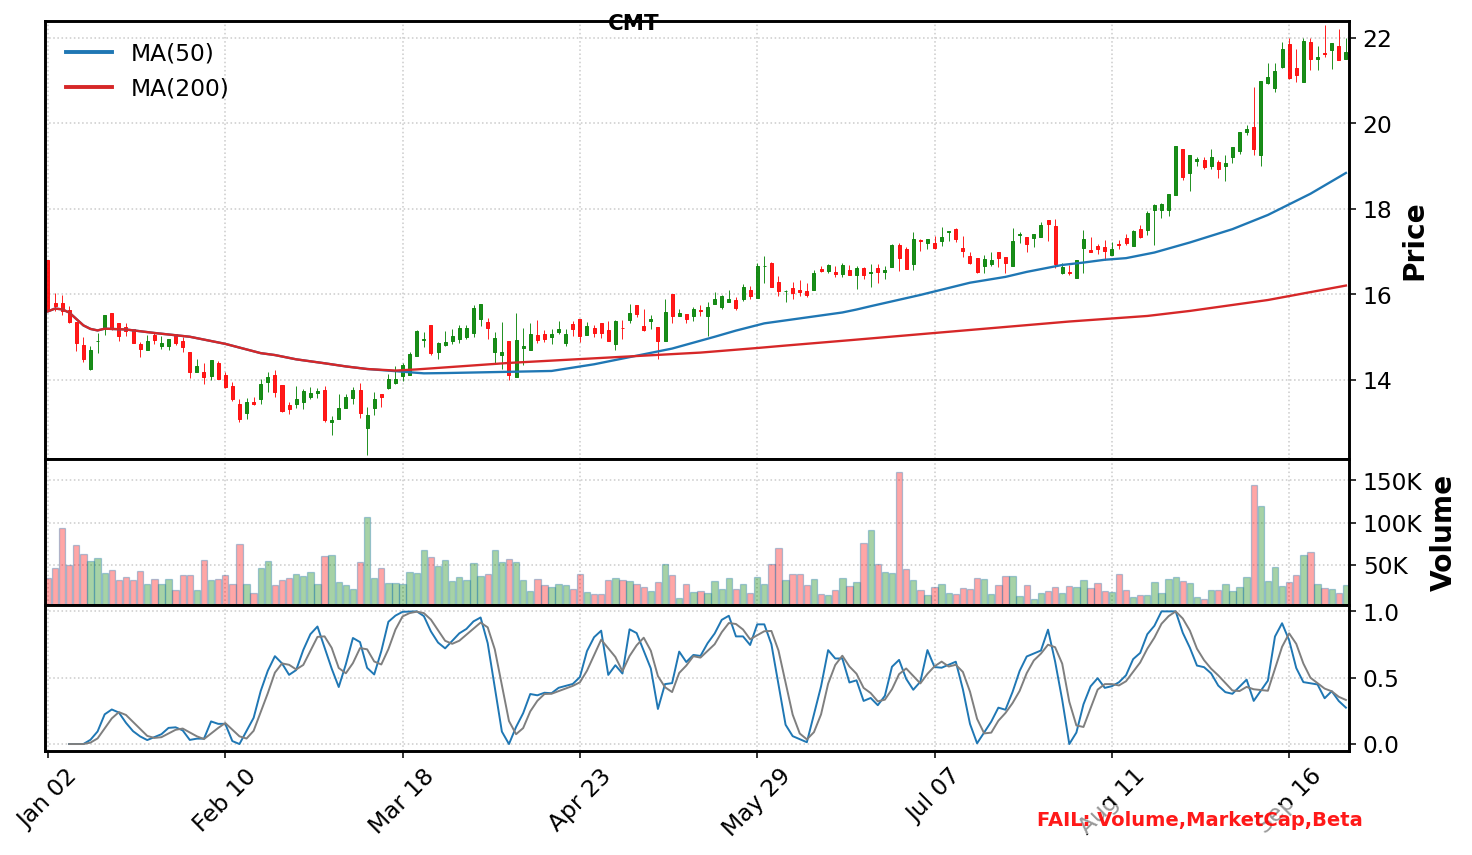 CMT
MA(50)
MA(200)
22
20
18
16
14
Price
150K
100K
50K
Volume
1.0
0.5
0.0
Jan 02
Feb 10
Mar 18
Apr 23
May 29
Jul 07
Aug 11
Sep 16
FAIL: Volume,MarketCap,Beta